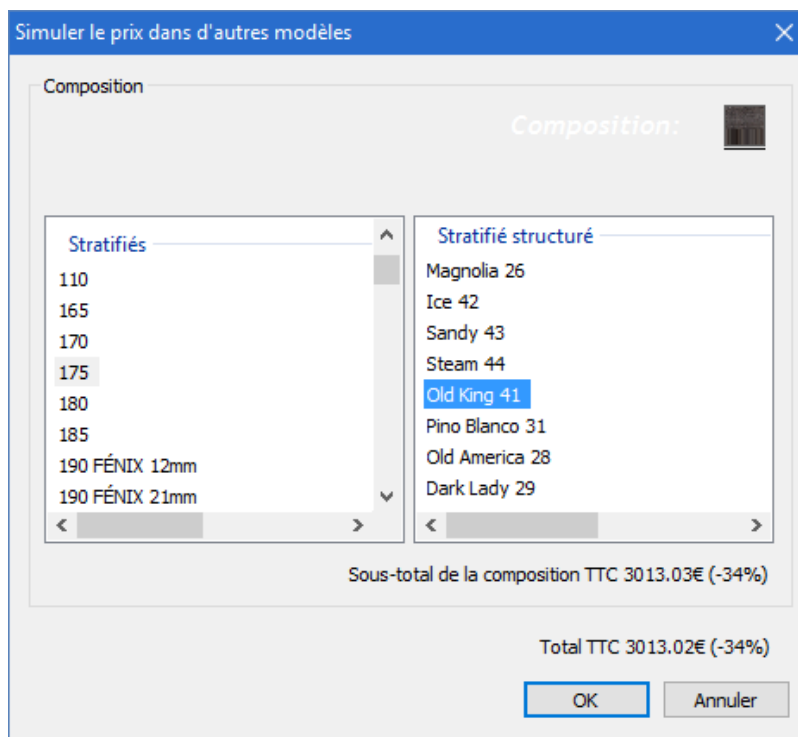 Simuler le prix dans d'autres modèles
Composition
Composition:
Stratifiés
110
165
170
175
180
185
190 FÉNIX 12mm
190 FÉNIX 21mm
Stratifié structuré
Magnolia 26
Ice 42
Sandy 43
Steam 44
Old King 41
Pino Blanco 31
Old America 28
Dark Lady 29
Sous-total de la composition TTC 3013.03€ (-34%)
Total TTC 3013.02€ (-34%)
OK
Annuler